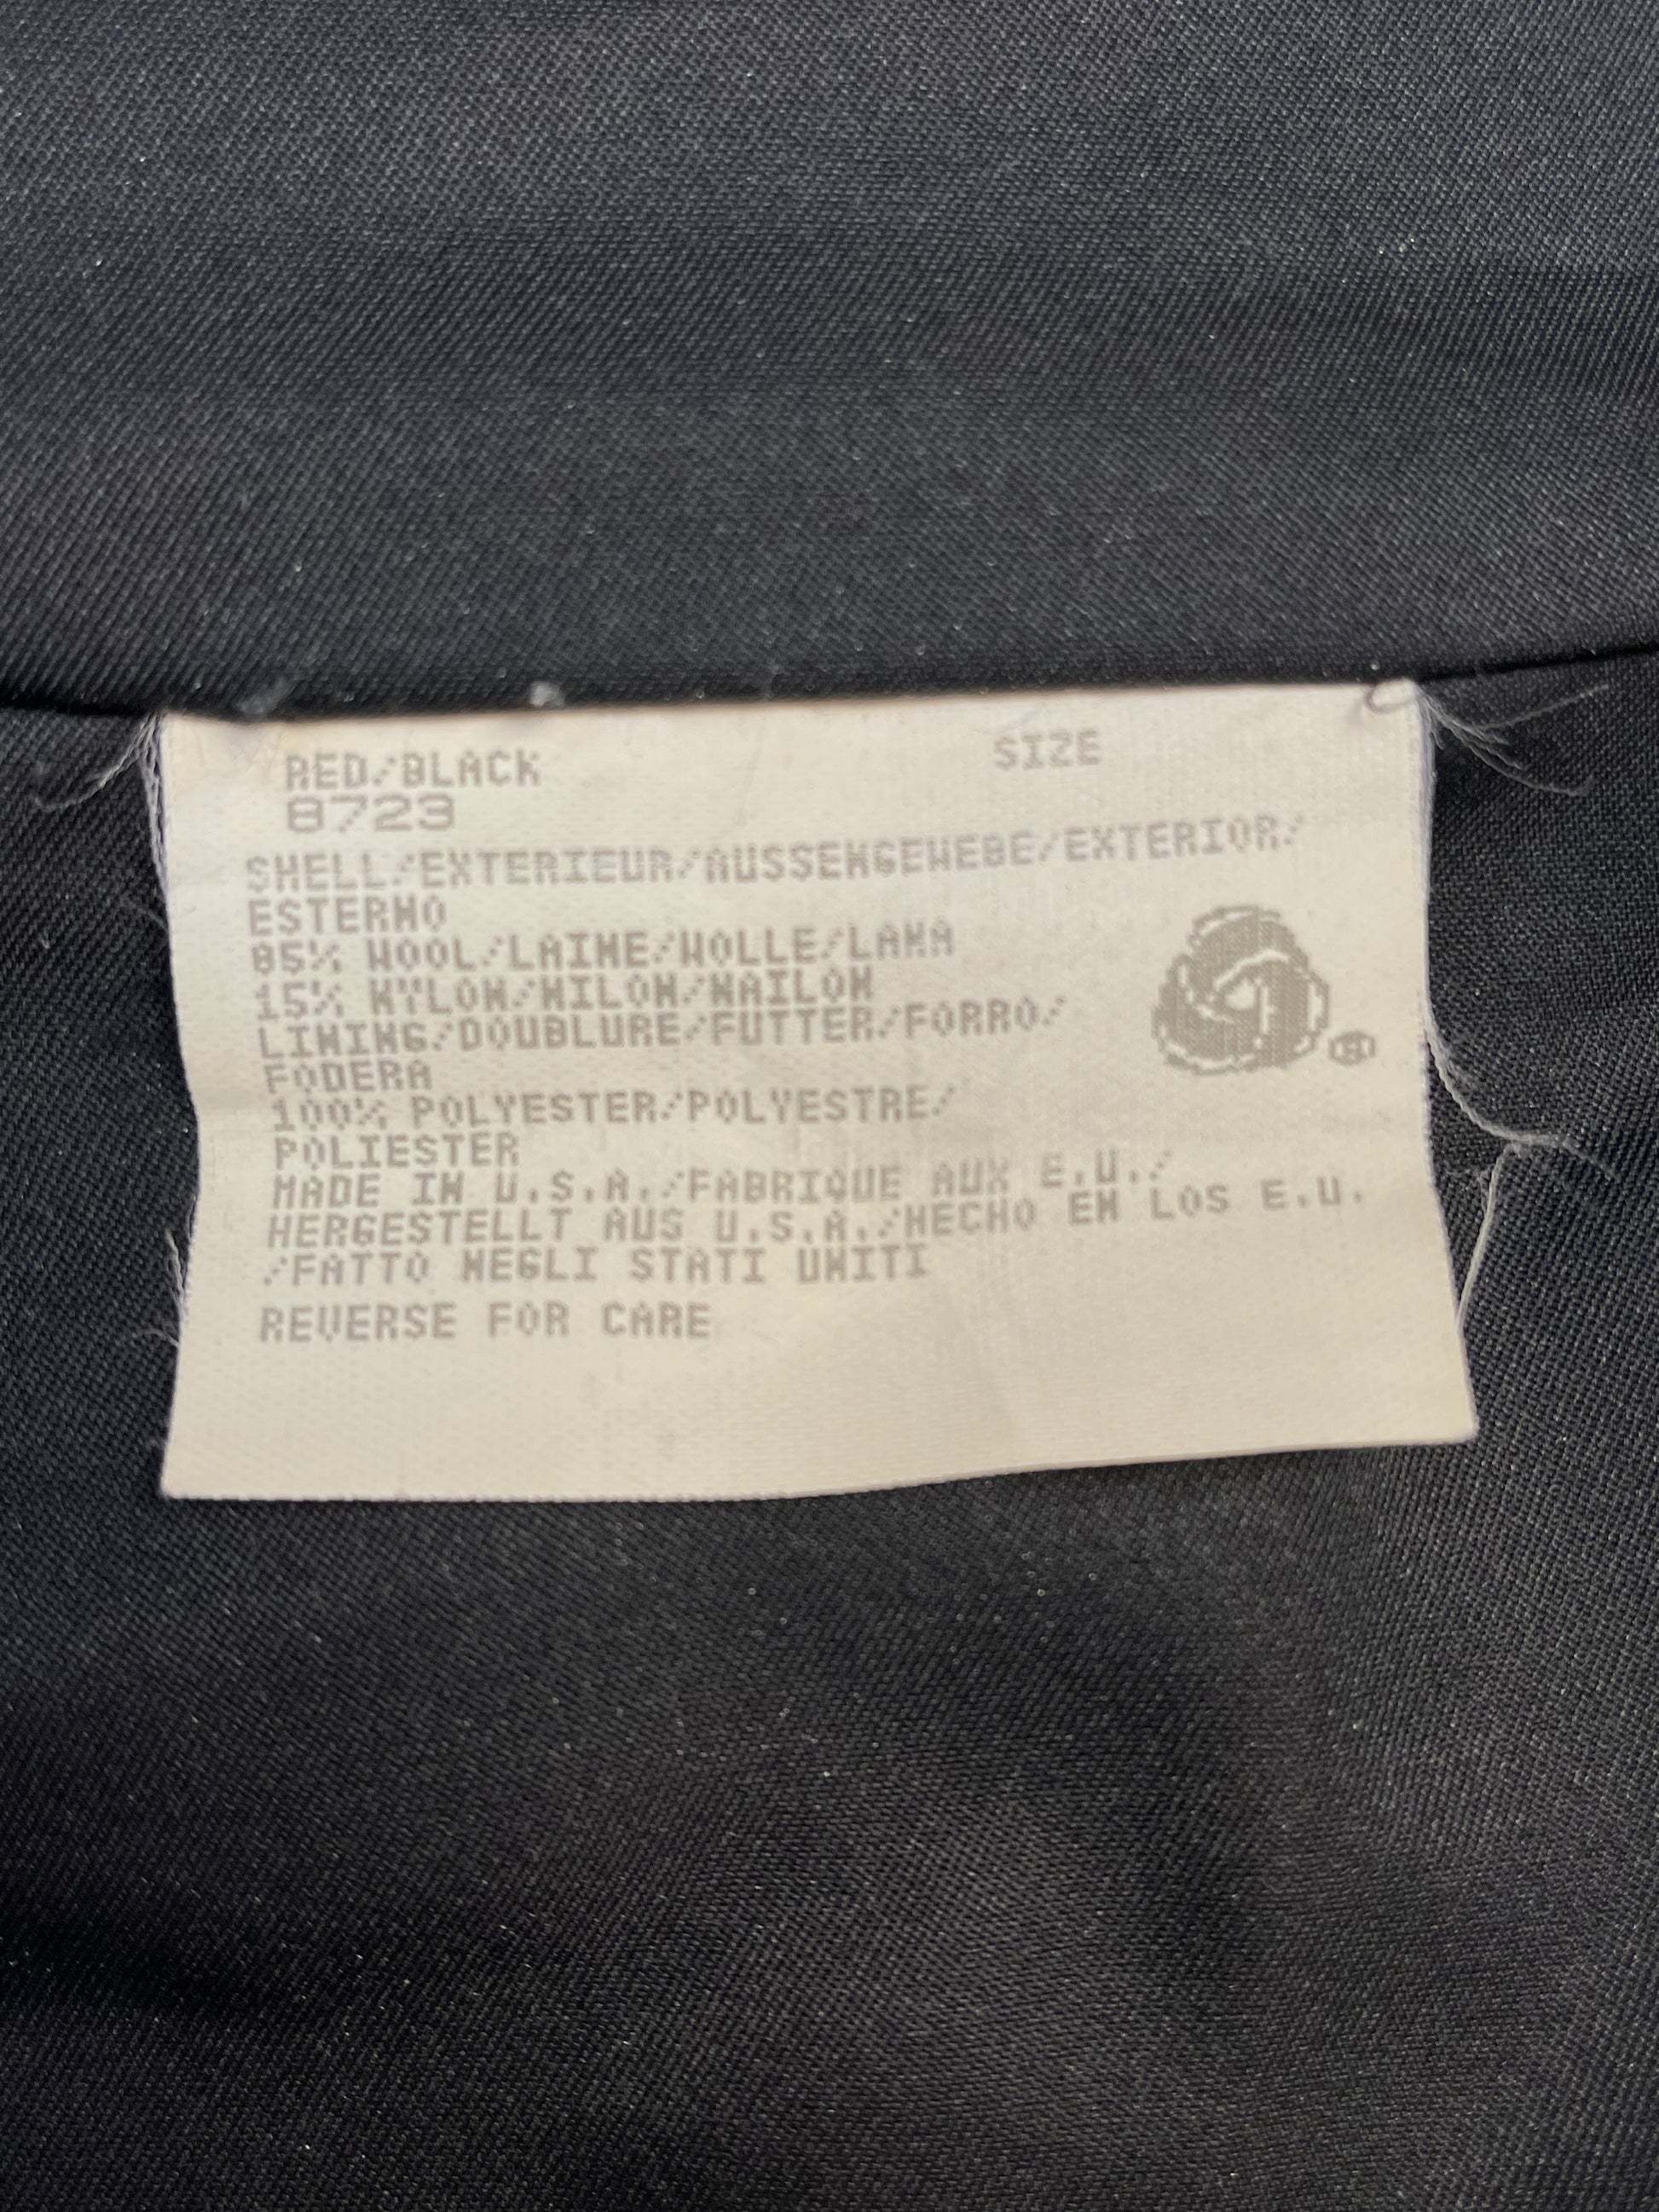 RED/BLACK SIZE
8723
SHELL/EXTERIEUR/AUSSENGEWEBE/EXTERIOR/
ESTERNO
85% WOOL/LAINE/WOLLE/LANA
15% NYLON/NILON/NAILON
LINING/DOUBLURE/FUTTER/FORRO/
FODERA
100% POLYESTER/POLYESTRE/
POLIESTER
MADE IN U.S.A./FABRIQUE AUX E.U./
HERGESTELLT AUS U.S.A./HECHO EN LOS E.U.
/FATTO NEGLI STATI UNITI
REVERSE FOR CARE
®